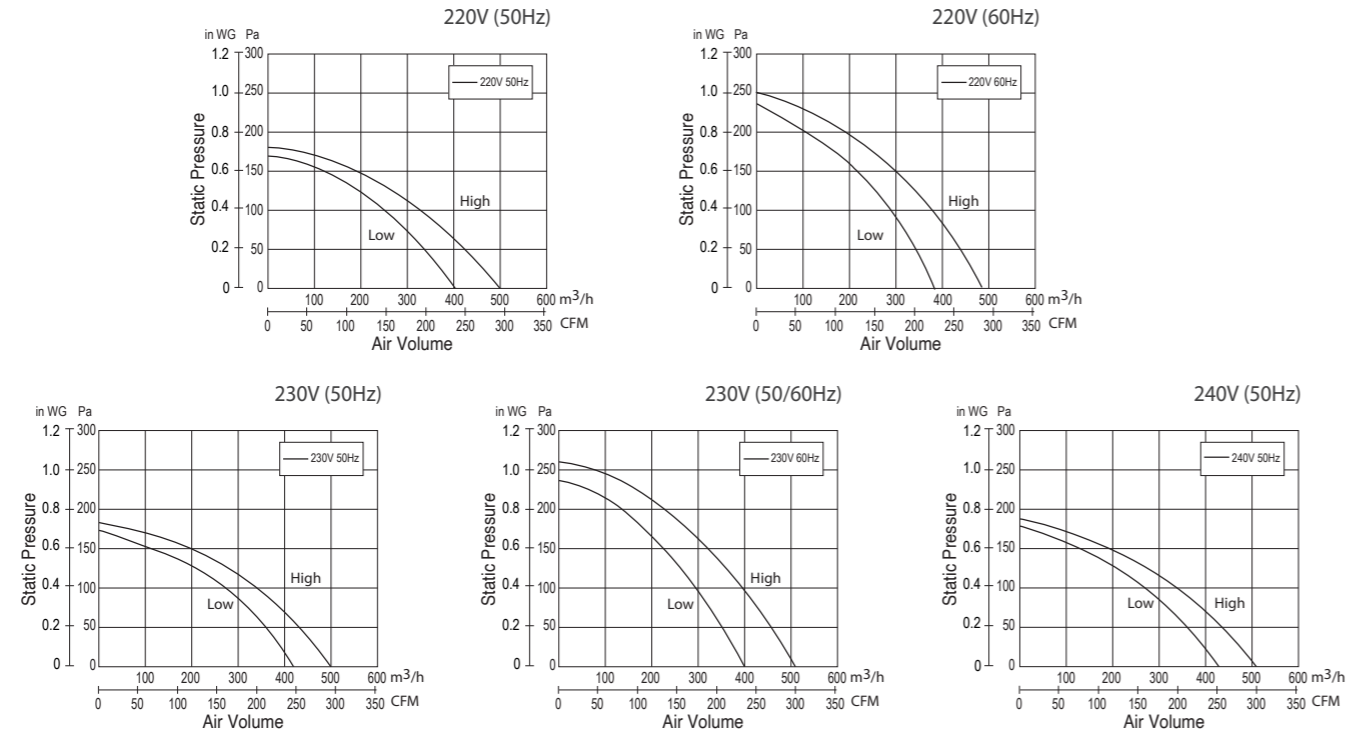 220V (50Hz)
in WG Pa
1.2 300
1.0 250
0.8 200
0.6 150
0.4 100
0.2 50
0 0
Static Pressure
220V 50Hz
High
Low
100 200 300 400 500 600 m3/h
0 50 100 150 200 250 300 350 CFM
Air Volume
220V (60Hz)
in WG Pa
1.2 300
1.0 250
0.8 200
0.6 150
0.4 100
0.2 50
0 0
Static Pressure
220V 60Hz
High
Low
100 200 300 400 500 600 m3/h
0 50 100 150 200 250 300 350 CFM
Air Volume
230V (50Hz)
in WG Pa
1.2 300
1.0 250
0.8 200
0.6 150
0.4 100
0.2 50
0 0
Static Pressure
230V 50Hz
High
Low
100 200 300 400 500 600 m3/h
0 50 100 150 200 250 300 350 CFM
Air Volume
230V (50/60Hz)
in WG Pa
1.2 300
1.0 250
0.8 200
0.6 150
0.4 100
0.2 50
0 0
Static Pressure
230V 60Hz
High
Low
100 200 300 400 500 600 m3/h
0 50 100 150 200 250 300 350 CFM
Air Volume
240V (50Hz)
in WG Pa
1.2 300
1.0 250
0.8 200
0.6 150
0.4 100
0.2 50
0 0
Static Pressure
240V 50Hz
Low High
100 200 300 400 500 600 m3/h
0 50 100 150 200 250 300 350 CFM
Air Volume